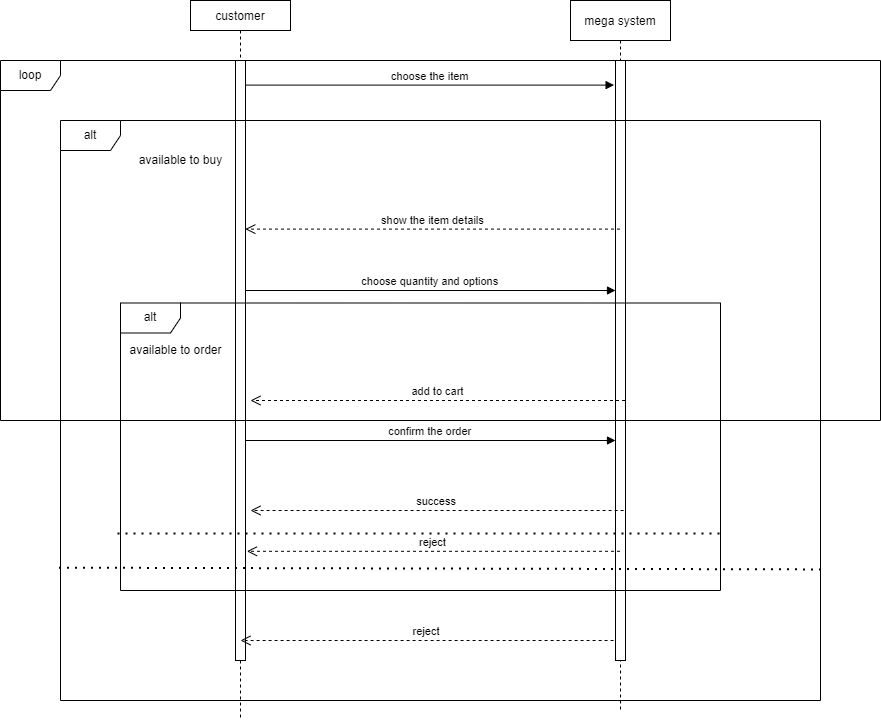 customer
mega system
loop
choose the item
alt
available to buy
show the item details
choose quantity and options
alt
available to order
add to cart
confirm the order
success
reject
reject